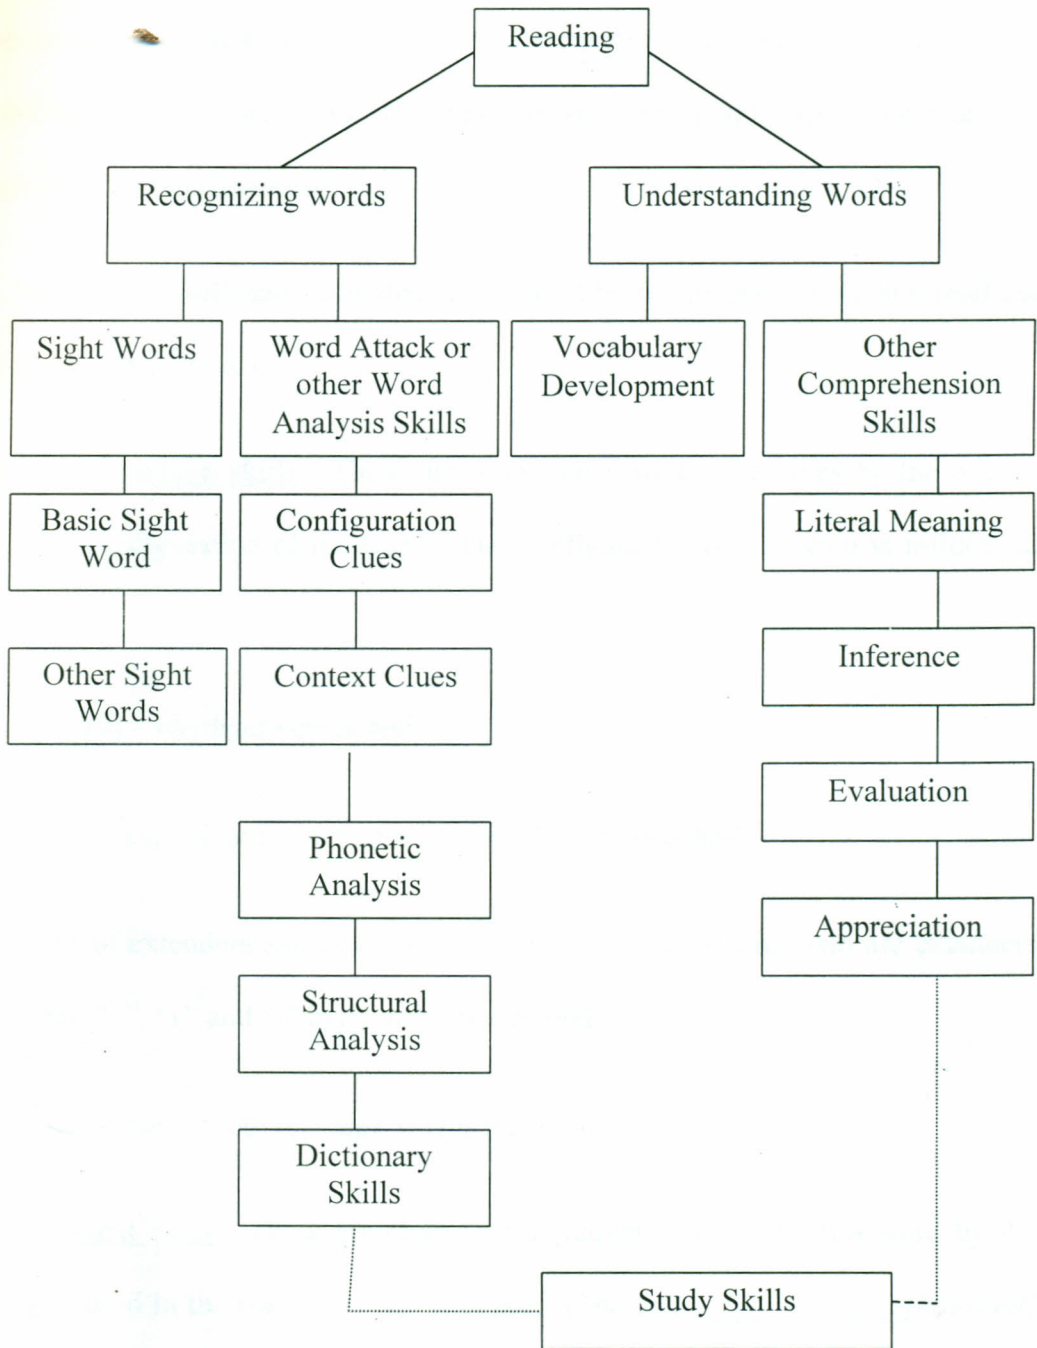 Reading
Recognizing words
Understanding Words
Sight Words
Word Attack or
other Word
Analysis Skills
Vocabulary
Development
Other
Comprehension
Skills
Basic Sight
Word
Configuration
Clues
Literal Meaning
Other Sight
Words
Context Clues
Inference
Evaluation
Phonetic
Analysis
Appreciation
Structural
Analysis
Dictionary
Skills
Study Skills